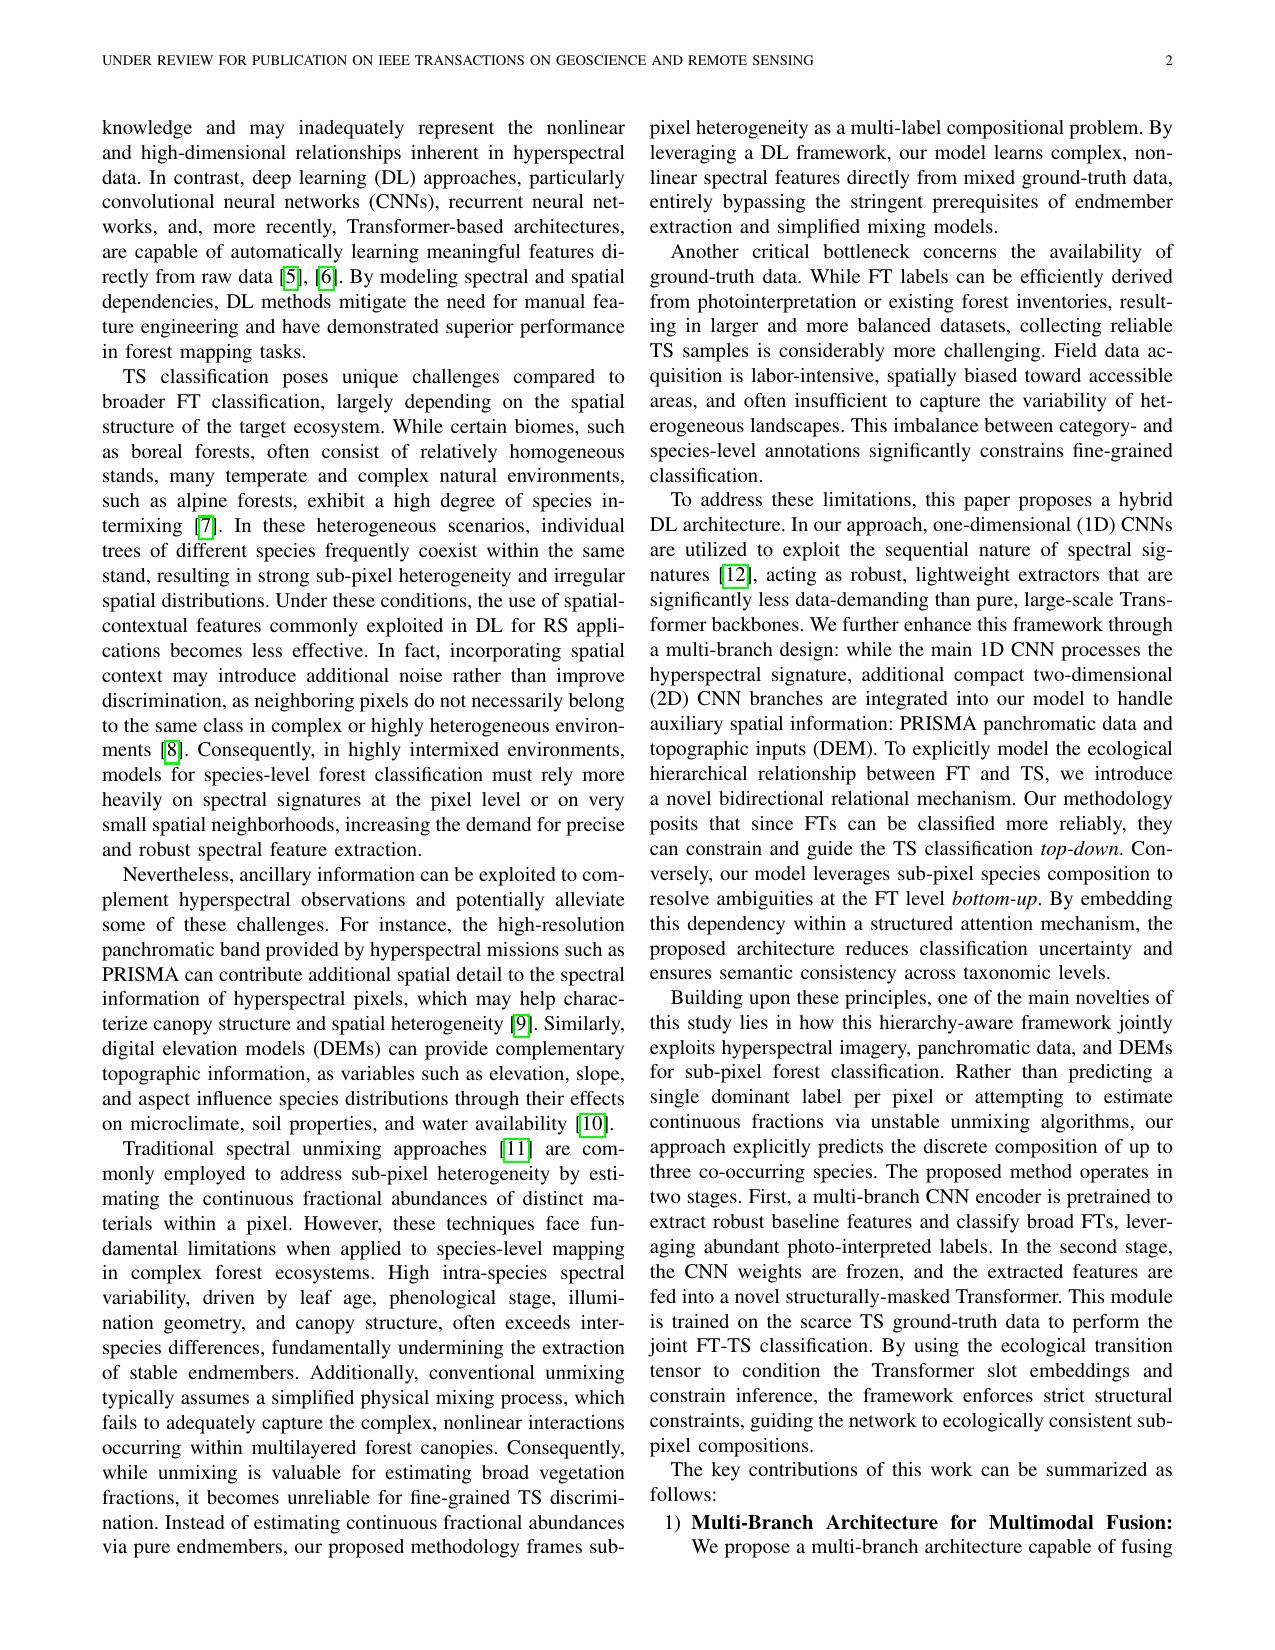 UNDER REVIEW FOR PUBLICATION ON IEEE TRANSACTIONS ON GEOSCIENCE AND REMOTE SENSING 2
knowledge and may inadequately represent the nonlinear
and high-dimensional relationships inherent in hyperspectral
data. In contrast, deep learning (DL) approaches, particularly
convolutional neural networks (CNNs), recurrent neural net-
works, and, more recently, Transformer-based architectures,
are capable of automatically learning meaningful features di-
rectly from raw data [5], [6]. By modeling spectral and spatial
dependencies, DL methods mitigate the need for manual fea-
ture engineering and have demonstrated superior performance
in forest mapping tasks.
TS classification poses unique challenges compared to
broader FT classification, largely depending on the spatial
structure of the target ecosystem. While certain biomes, such
as boreal forests, often consist of relatively homogeneous
stands, many temperate and complex natural environments,
such as alpine forests, exhibit a high degree of species in-
termixing [7]. In these heterogeneous scenarios, individual
trees of different species frequently coexist within the same
stand, resulting in strong sub-pixel heterogeneity and irregular
spatial distributions. Under these conditions, the use of spatial-
contextual features commonly exploited in DL for RS appli-
cations becomes less effective. In fact, incorporating spatial
context may introduce additional noise rather than improve
discrimination, as neighboring pixels do not necessarily belong
to the same class in complex or highly heterogeneous environ-
ments [8]. Consequently, in highly intermixed environments,
models for species-level forest classification must rely more
heavily on spectral signatures at the pixel level or on very
small spatial neighborhoods, increasing the demand for precise
and robust spectral feature extraction.
Nevertheless, ancillary information can be exploited to com-
plement hyperspectral observations and potentially alleviate
some of these challenges. For instance, the high-resolution
panchromatic band provided by hyperspectral missions such as
PRISMA can contribute additional spatial detail to the spectral
information of hyperspectral pixels, which may help charac-
terize canopy structure and spatial heterogeneity [9]. Similarly,
digital elevation models (DEMs) can provide complementary
topographic information, as variables such as elevation, slope,
and aspect influence species distributions through their effects
on microclimate, soil properties, and water availability [10].
Traditional spectral unmixing approaches [11] are com-
monly employed to address sub-pixel heterogeneity by esti-
mating the continuous fractional abundances of distinct ma-
terials within a pixel. However, these techniques face fun-
damental limitations when applied to species-level mapping
in complex forest ecosystems. High intra-species spectral
variability, driven by leaf age, phenological stage, illumi-
nation geometry, and canopy structure, often exceeds inter-
species differences, fundamentally undermining the extraction
of stable endmembers. Additionally, conventional unmixing
typically assumes a simplified physical mixing process, which
fails to adequately capture the complex, nonlinear interactions
occurring within multilayered forest canopies. Consequently,
while unmixing is valuable for estimating broad vegetation
fractions, it becomes unreliable for fine-grained TS discrimi-
nation. Instead of estimating continuous fractional abundances
via pure endmembers, our proposed methodology frames sub-
pixel heterogeneity as a multi-label compositional problem. By
leveraging a DL framework, our model learns complex, non-
linear spectral features directly from mixed ground-truth data,
entirely bypassing the stringent prerequisites of endmember
extraction and simplified mixing models.
Another critical bottleneck concerns the availability of
ground-truth data. While FT labels can be efficiently derived
from photointerpretation or existing forest inventories, result-
ing in larger and more balanced datasets, collecting reliable
TS samples is considerably more challenging. Field data ac-
quisition is labor-intensive, spatially biased toward accessible
areas, and often insufficient to capture the variability of het-
erogeneous landscapes. This imbalance between category- and
species-level annotations significantly constrains fine-grained
classification.
To address these limitations, this paper proposes a hybrid
DL architecture. In our approach, one-dimensional (1D) CNNs
are utilized to exploit the sequential nature of spectral sig-
natures [12], acting as robust, lightweight extractors that are
significantly less data-demanding than pure, large-scale Trans-
former backbones. We further enhance this framework through
a multi-branch design: while the main 1D CNN processes the
hyperspectral signature, additional compact two-dimensional
(2D) CNN branches are integrated into our model to handle
auxiliary spatial information: PRISMA panchromatic data and
topographic inputs (DEM). To explicitly model the ecological
hierarchical relationship between FT and TS, we introduce
a novel bidirectional relational mechanism. Our methodology
posits that since FTs can be classified more reliably, they
can constrain and guide the TS classification top-down. Con-
versely, our model leverages sub-pixel species composition to
resolve ambiguities at the FT level bottom-up. By embedding
this dependency within a structured attention mechanism, the
proposed architecture reduces classification uncertainty and
ensures semantic consistency across taxonomic levels.
Building upon these principles, one of the main novelties of
this study lies in how this hierarchy-aware framework jointly
exploits hyperspectral imagery, panchromatic data, and DEMs
for sub-pixel forest classification. Rather than predicting a
single dominant label per pixel or attempting to estimate
continuous fractions via unstable unmixing algorithms, our
approach explicitly predicts the discrete composition of up to
three co-occurring species. The proposed method operates in
two stages. First, a multi-branch CNN encoder is pretrained to
extract robust baseline features and classify broad FTs, lever-
aging abundant photo-interpreted labels. In the second stage,
the CNN weights are frozen, and the extracted features are
fed into a novel structurally-masked Transformer. This module
is trained on the scarce TS ground-truth data to perform the
joint FT-TS classification. By using the ecological transition
tensor to condition the Transformer slot embeddings and
constrain inference, the framework enforces strict structural
constraints, guiding the network to ecologically consistent sub-
pixel compositions.
The key contributions of this work can be summarized as
follows:
1) Multi-Branch Architecture for Multimodal Fusion:
We propose a multi-branch architecture capable of fusing